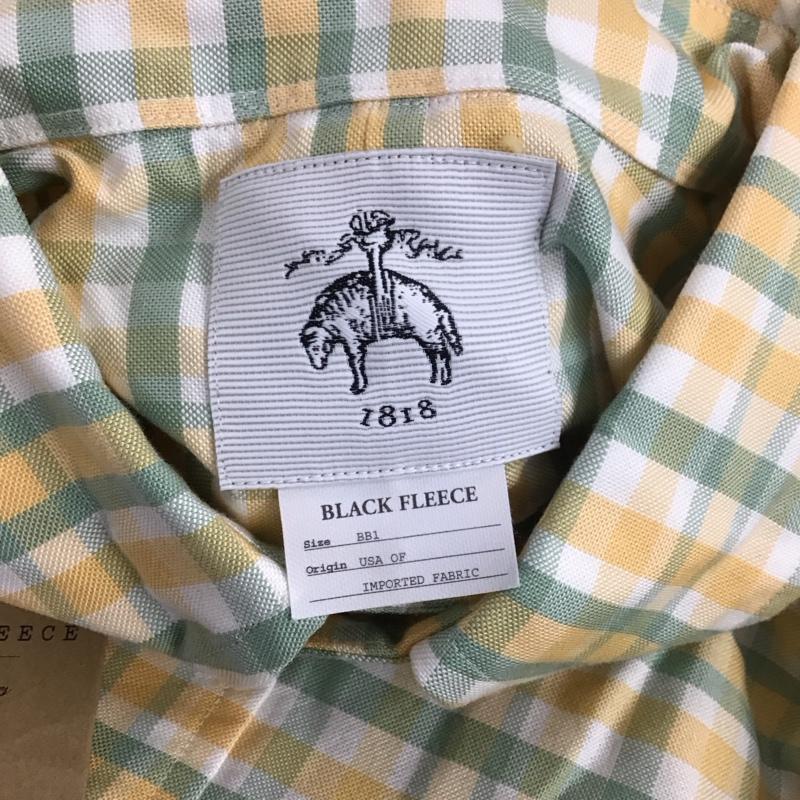 1818
BLACK FLEECE
Size BB1
Origin USA OF
IMPORTED FABRIC
EECE